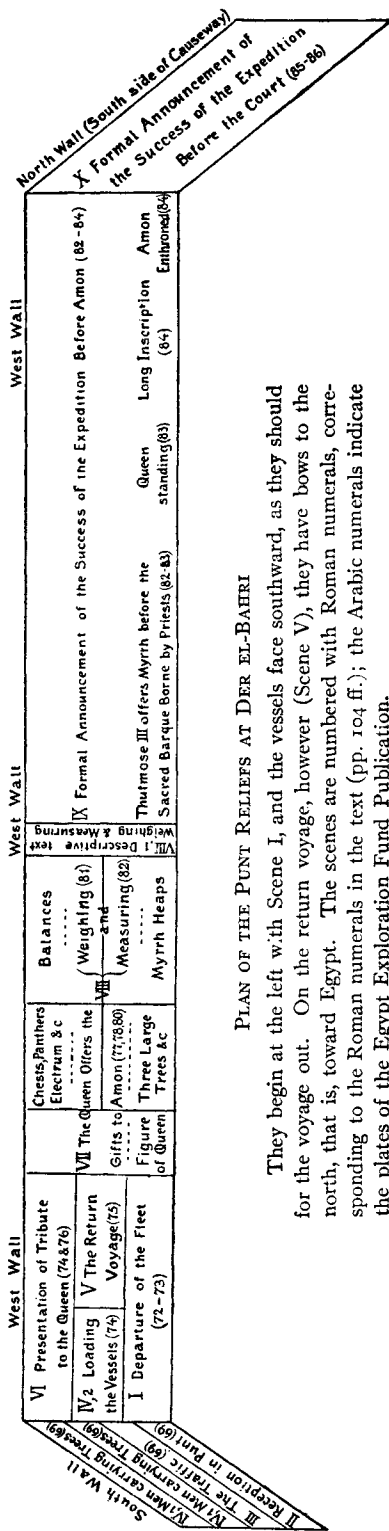 South Wall
IV,1 Men carrying Trees(69)
IV,1 Men carrying Trees(69)
III The Traffic (69)
II Reception in Punt(69)
West Wall
VI Presentation of Tribute
to the Queen (74&76)
IV,2 Loading
the Vessels (74)
V The Return
Voyage(75)
I Departure of the Fleet
(72-73)
Chests,Panthers
Electrum &c
VII The Queen Offers the
Gifts to Amon (77,78,80)
Figure
of Queen
Three Large
Trees &c
Balances
VIII
Weighing (81)
and
Measuring (82)
Myrrh Heaps
VIII, 1. Descriptive text
Weighing & Measuring
West Wall
IX Formal Announcement of the Success of the Expedition Before Amon (82-84)
Thutmose III offers Myrrh before the
Sacred Barque Borne by Priests (82-83)
Queen
standing(83)
Long Inscription
(84)
Amon
Enthroned(84)
West Wall
North Wall (South side of Causeway)
X Formal Announcement of
the Success of the Expedition
Before the Court (85-86)
PLAN OF THE PUNT RELIEFS AT DER EL-BAHRI
They begin at the left with Scene I, and the vessels face southward, as they should
for the voyage out. On the return voyage, however (Scene V), they have bows to the
north, that is, toward Egypt. The scenes are numbered with Roman numerals, corre-
sponding to the Roman numerals in the text (pp. 104 ff.); the Arabic numerals indicate
the plates of the Egypt Exploration Fund Publication.